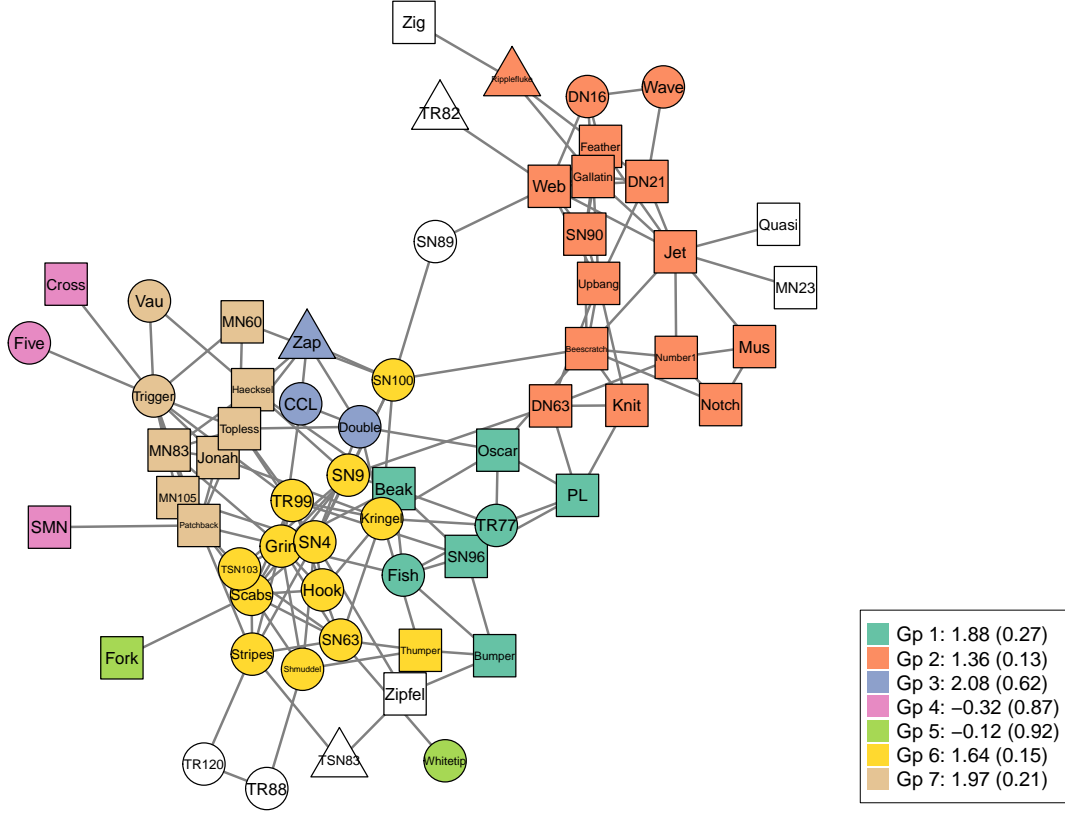 Zig
Ripplefluke
Wave
DN16
TR82
Feather
Gallatin
DN21
Web
Quasi
SN90
SN89
Jet
Upbang
MN23
Cross
Vau
MN60
Zap
Five
Beescratch
Mus
Number1
SN100
Haecksel
Trigger
CCL
DN63
Knit
Notch
Topless
Double
MN83
Jonah
Oscar
SN9
Beak
PL
MN105
TR99
Kringel
SMN
Patchback
TR77
Grin
SN4
SN96
TSN103
Fish
Scabs
Hook
SN63
Fork
Stripes
Shmuddel
Thumper
Bumper
Zipfel
TR120
TSN83
Whitetip
TR88
Gp 1: 1.88 (0.27)
Gp 2: 1.36 (0.13)
Gp 3: 2.08 (0.62)
Gp 4: −0.32 (0.87)
Gp 5: −0.12 (0.92)
Gp 6: 1.64 (0.15)
Gp 7: 1.97 (0.21)